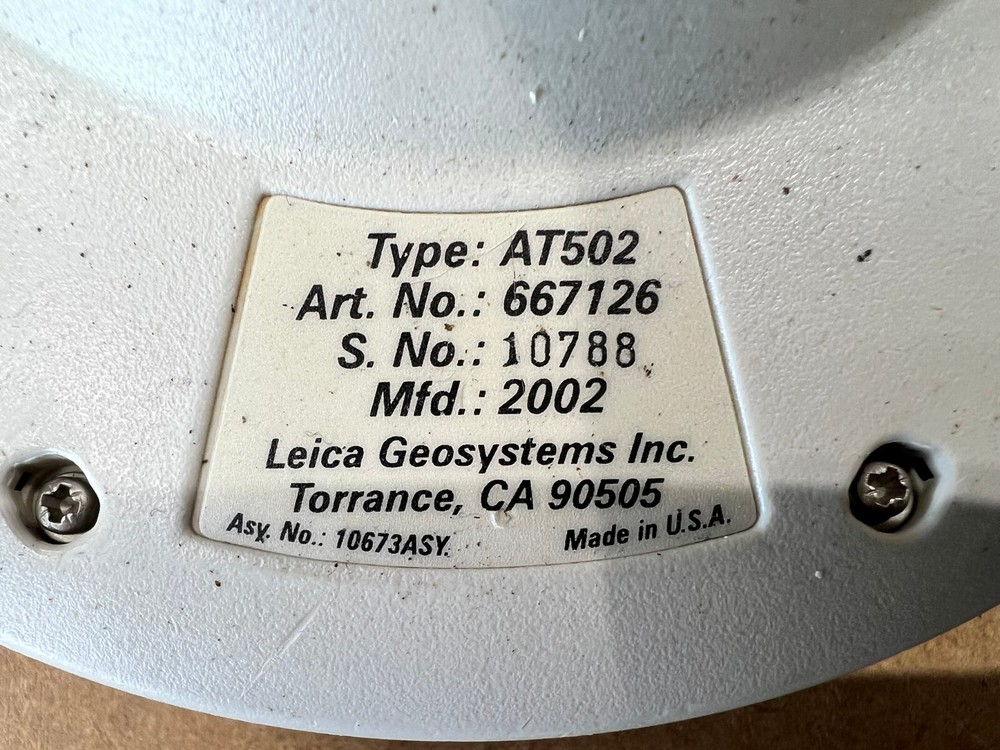 Type: AT502
Art. No.: 667126
S. No.: 10788
Mfd.: 2002
Leica Geosystems Inc.
Torrance, CA 90505
Asy. No.: 10673ASY. Made in U.S.A.